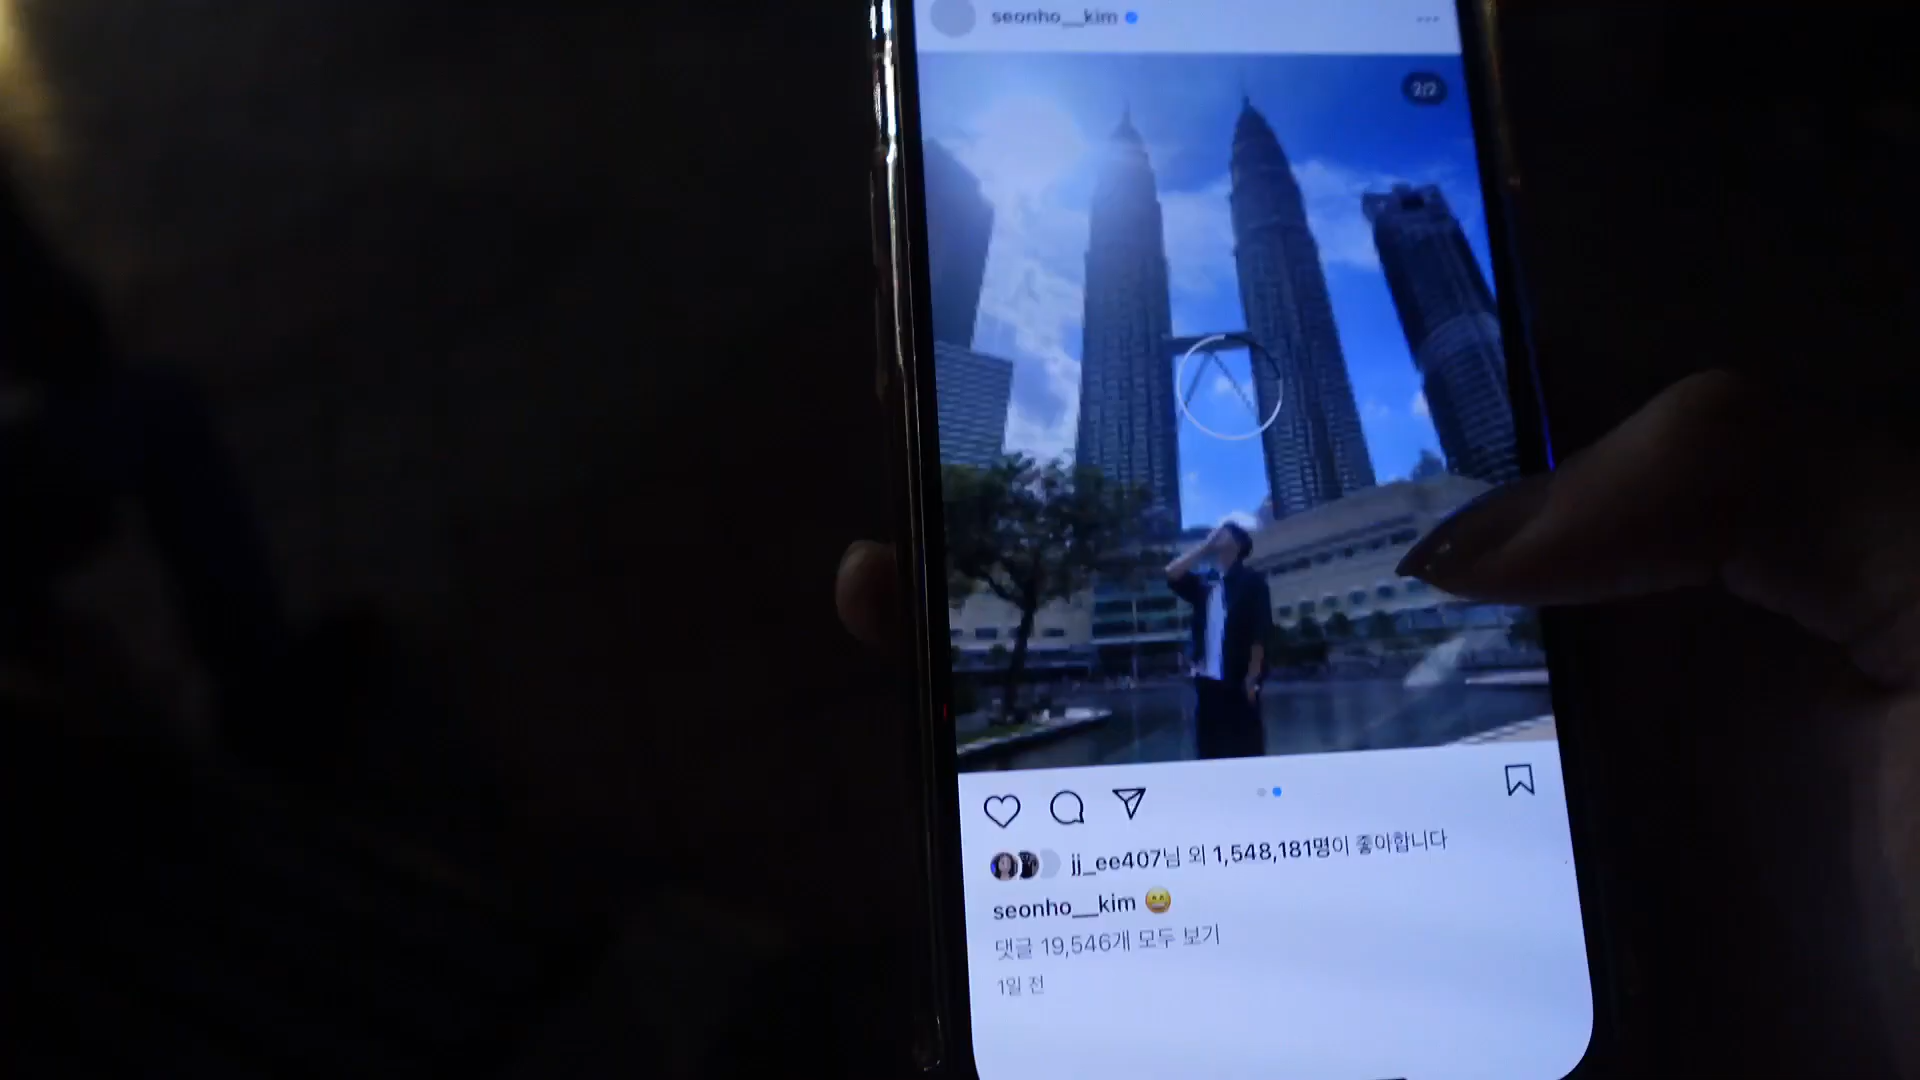 seonho__kim
2/2
jj_ee407님 외 1,548,181명이 좋아합니다
seonho__kim 😬
댓글 19,546개 모두 보기
1일 전